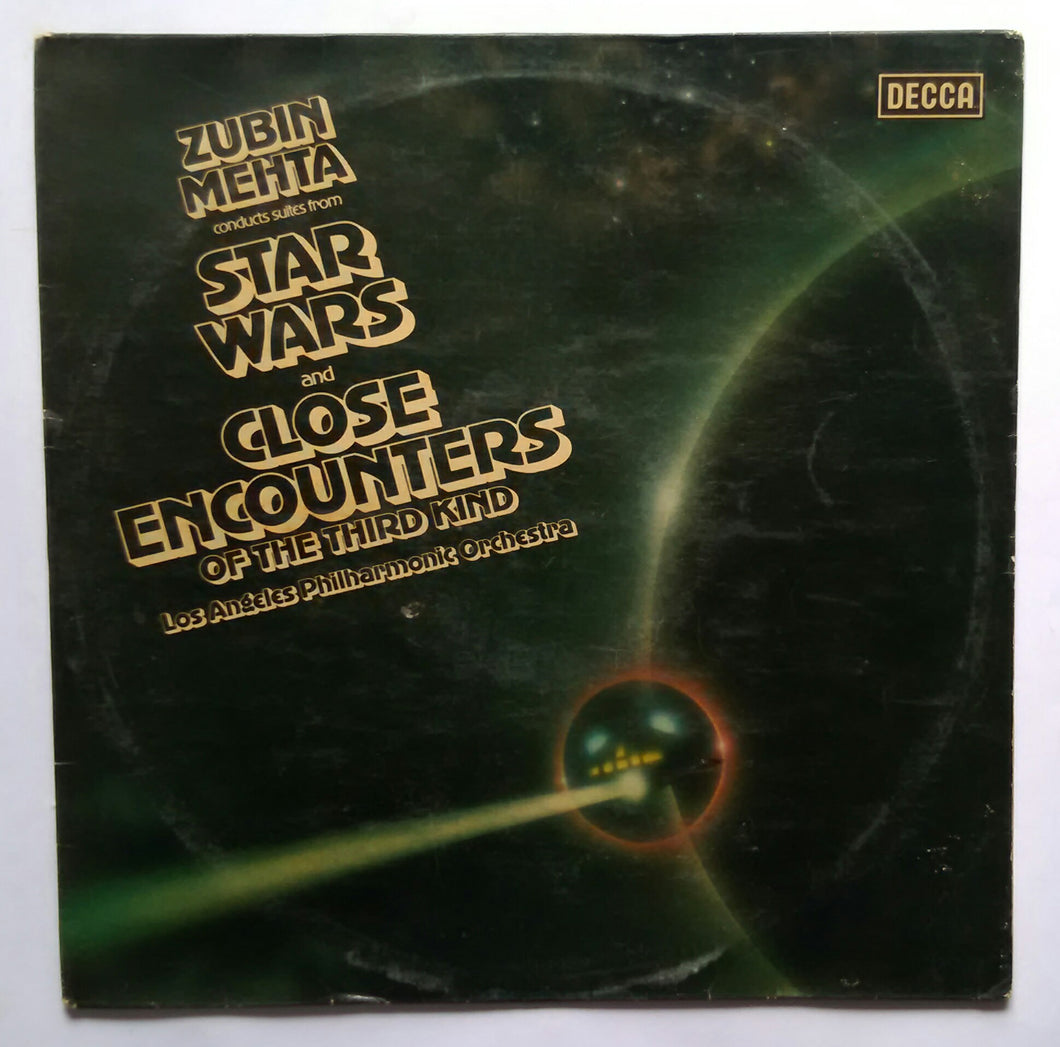 DECCA
ZUBIN
MEHTA
conducts suites from
STAR
WARS
and
CLOSE
ENCOUNTERS
OF THE THIRD KIND
Los Angeles Philharmonic Orchestra